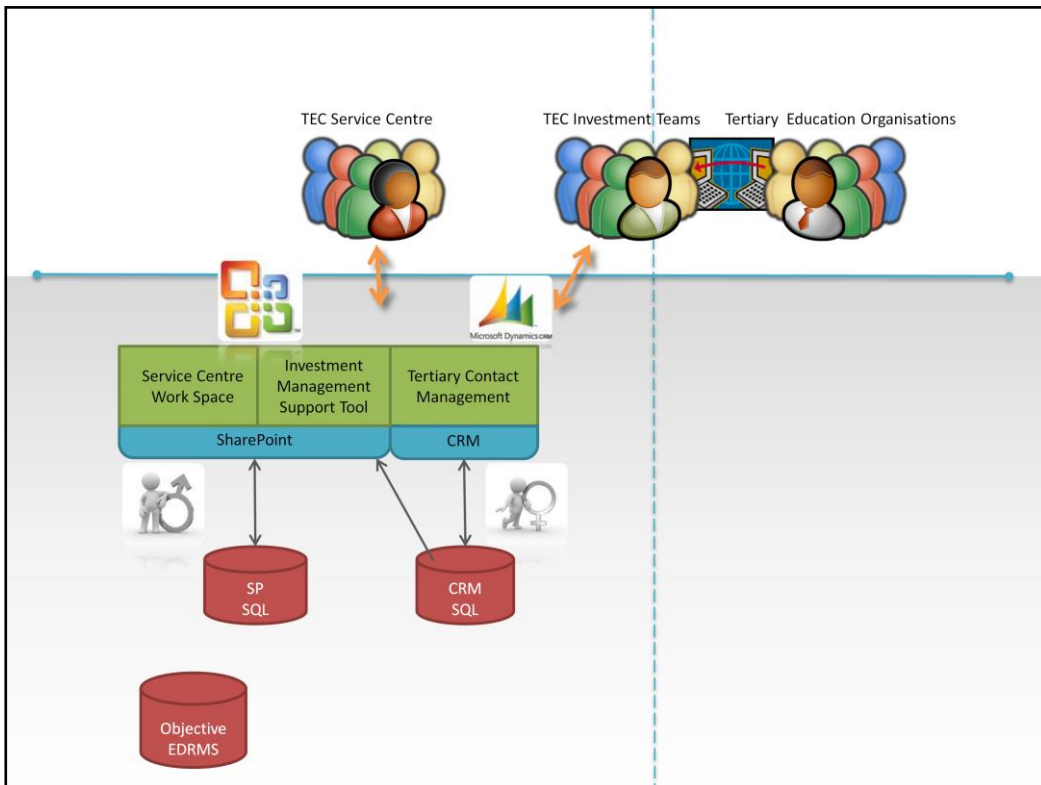 TEC Service Centre
TEC Investment Teams
Tertiary Education Organisations
TM
Microsoft Dynamics CRM
Service Centre
Work Space
Investment
Management
Support Tool
Tertiary Contact
Management
SharePoint
CRM
SP
SQL
CRM
SQL
Objective
EDRMS